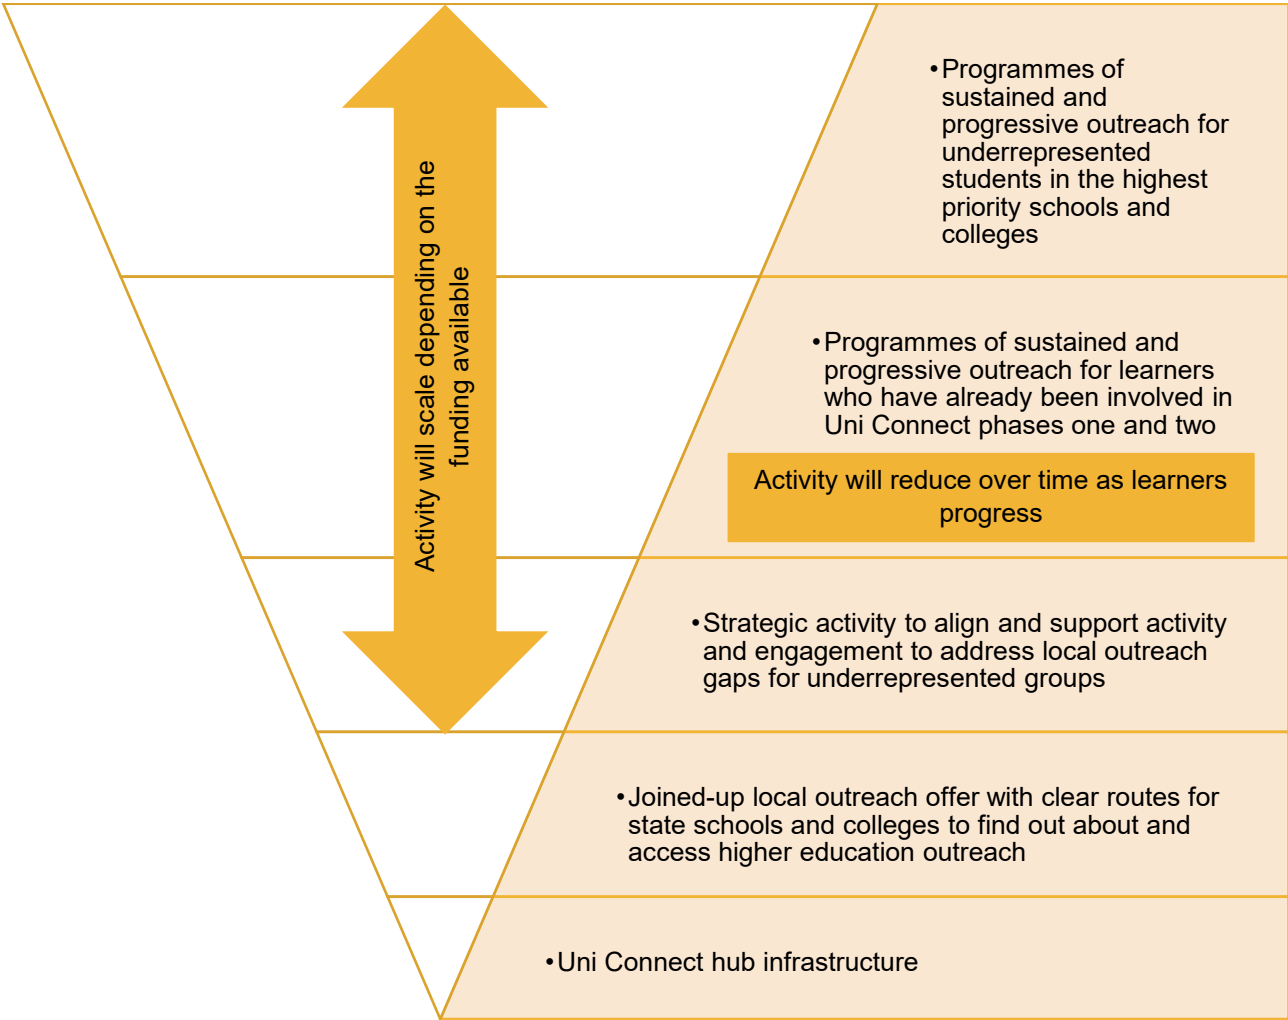 Activity will scale depending on the
funding available
•Programmes of
sustained and
progressive outreach for
underrepresented
students in the highest
priority schools and
colleges
•Programmes of sustained and
progressive outreach for learners
who have already been involved in
Uni Connect phases one and two
Activity will reduce over time as learners
progress
•Strategic activity to align and support activity
and engagement to address local outreach
gaps for underrepresented groups
•Joined-up local outreach offer with clear routes for
state schools and colleges to find out about and
access higher education outreach
•Uni Connect hub infrastructure